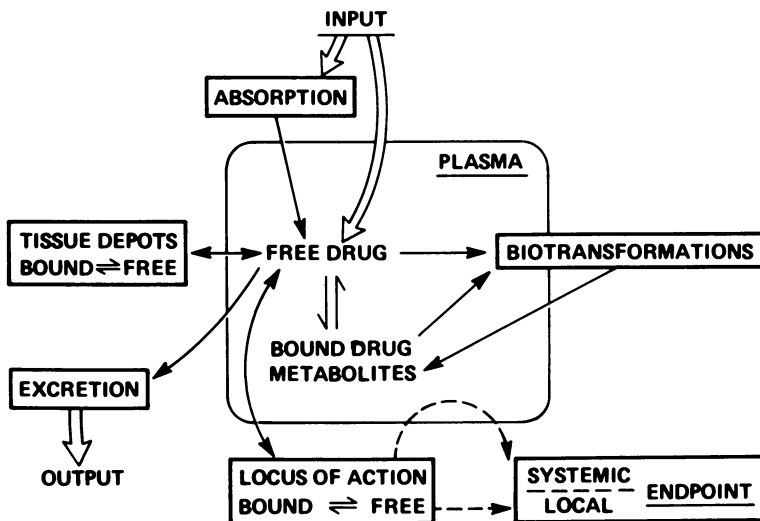 INPUT
ABSORPTION
PLASMA
TISSUE DEPOTS
BOUND ⇌ FREE
FREE DRUG
BIOTRANSFORMATIONS
BOUND DRUG
METABOLITES
EXCRETION
OUTPUT
LOCUS OF ACTION
BOUND ⇌ FREE
SYSTEMIC
LOCAL
ENDPOINT